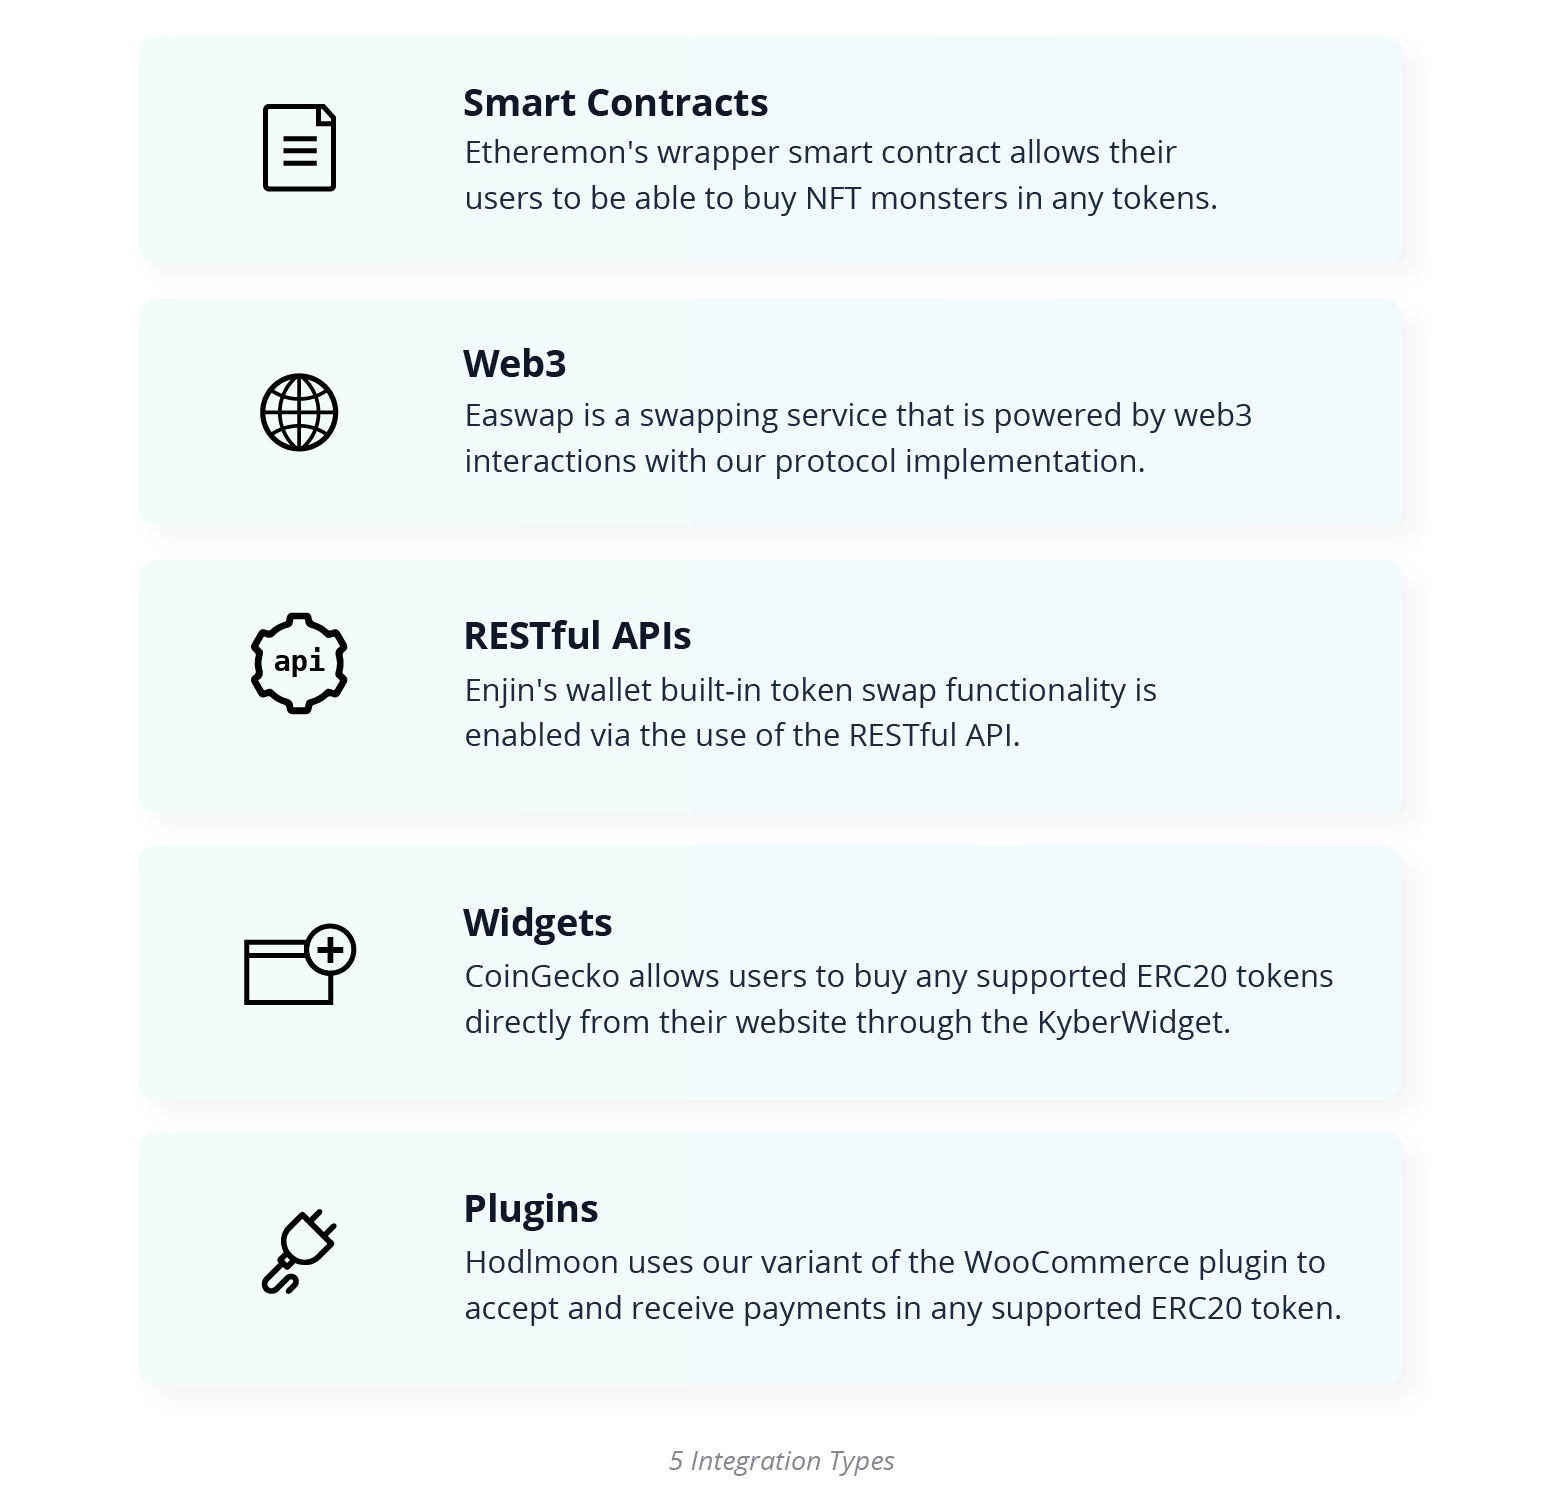 Smart Contracts
Etheremon's wrapper smart contract allows their
users to be able to buy NFT monsters in any tokens.
Web3
Easwap is a swapping service that is powered by web3
interactions with our protocol implementation.
api
RESTful APIs
Enjin's wallet built-in token swap functionality is
enabled via the use of the RESTful API.
Widgets
CoinGecko allows users to buy any supported ERC20 tokens
directly from their website through the KyberWidget.
Plugins
Hodlmoon uses our variant of the WooCommerce plugin to
accept and receive payments in any supported ERC20 token.
5 Integration Types